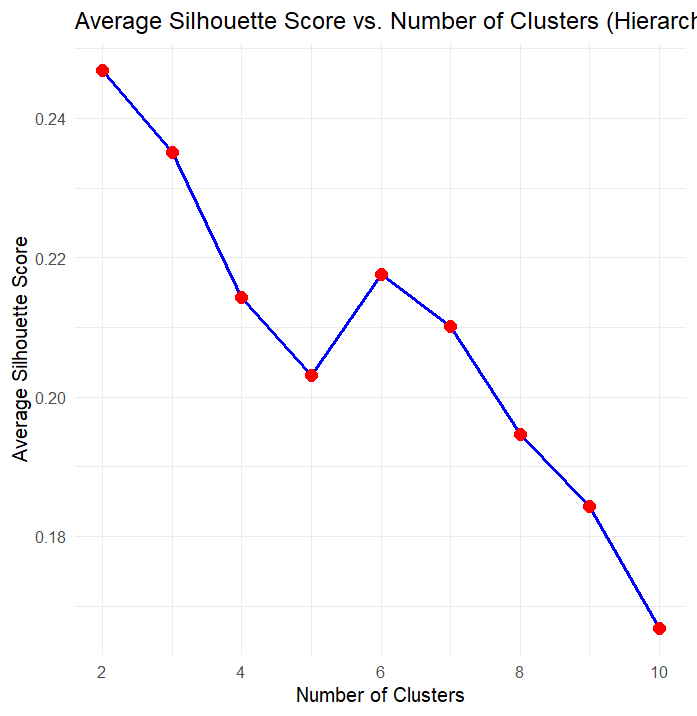 Average Silhouette Score vs. Number of Clusters (Hierarch
0.24
0.22
0.20
0.18
Average Silhouette Score
2 4 6 8 10
Number of Clusters